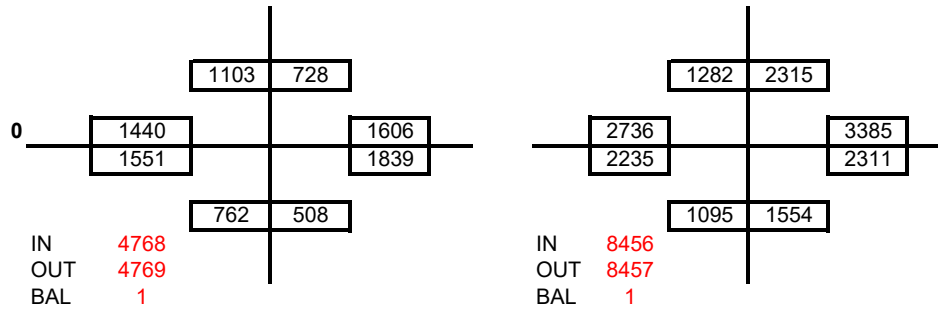 1103 728 1282 2315
0 1440 1606 2736 3385
1551 1839 2235 2311
762 508 1095 1554
IN 4768 IN 8456
OUT 4769 OUT 8457
BAL 1 BAL 1